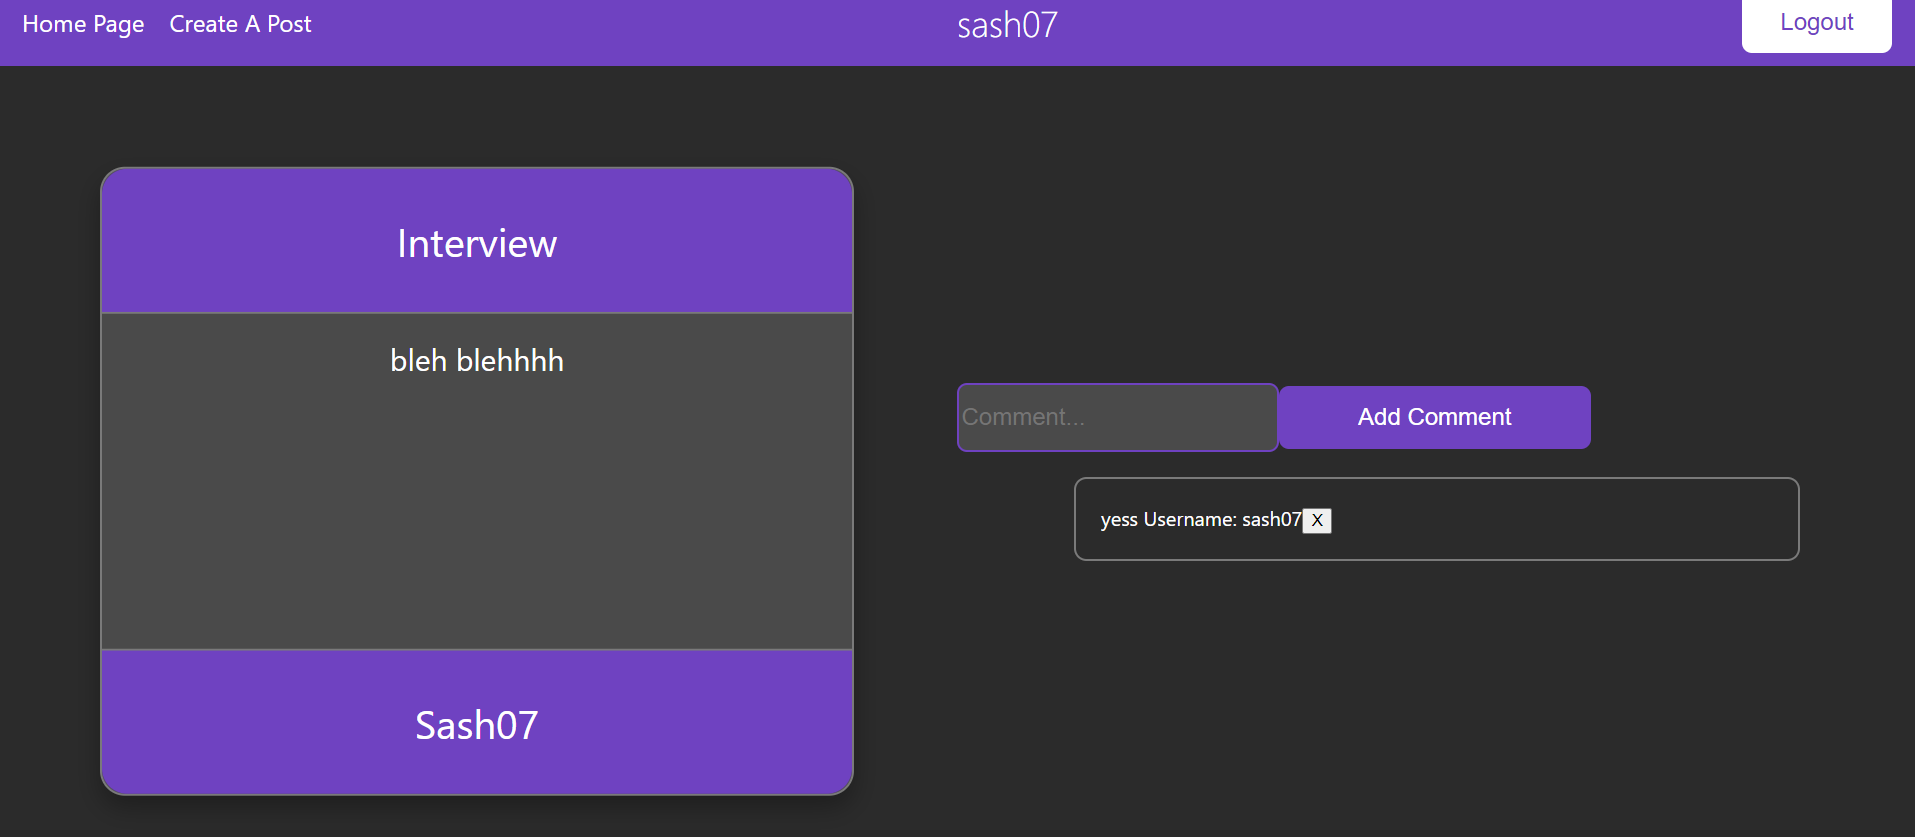 Home Page Create A Post sash07 Logout
Interview
bleh blehhhh
Comment... Add Comment
yess Username: sash07 X
Sash07